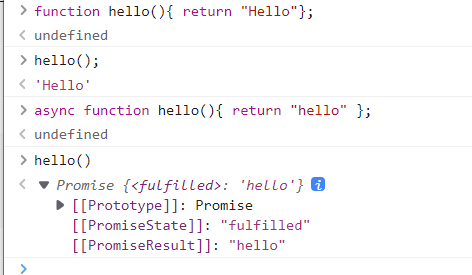 function hello(){ return "Hello"};
undefined
hello();
'Hello'
async function hello(){ return "hello" };
undefined
hello()
Promise {<fulfilled>: 'hello'} i
[[Prototype]]: Promise
[[PromiseState]]: "fulfilled"
[[PromiseResult]]: "hello"